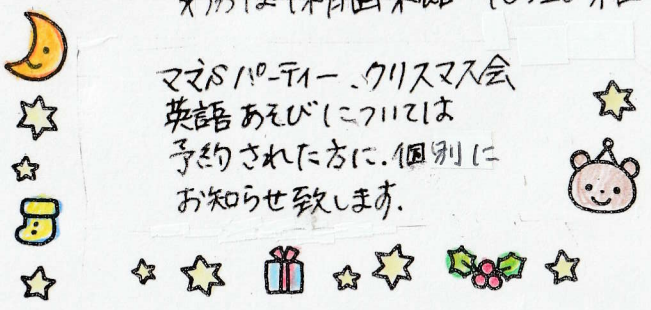 ママ'Sパーティー、クリスマス会
英語あそびについては
予約された方に、個別に
お知らせ致します。